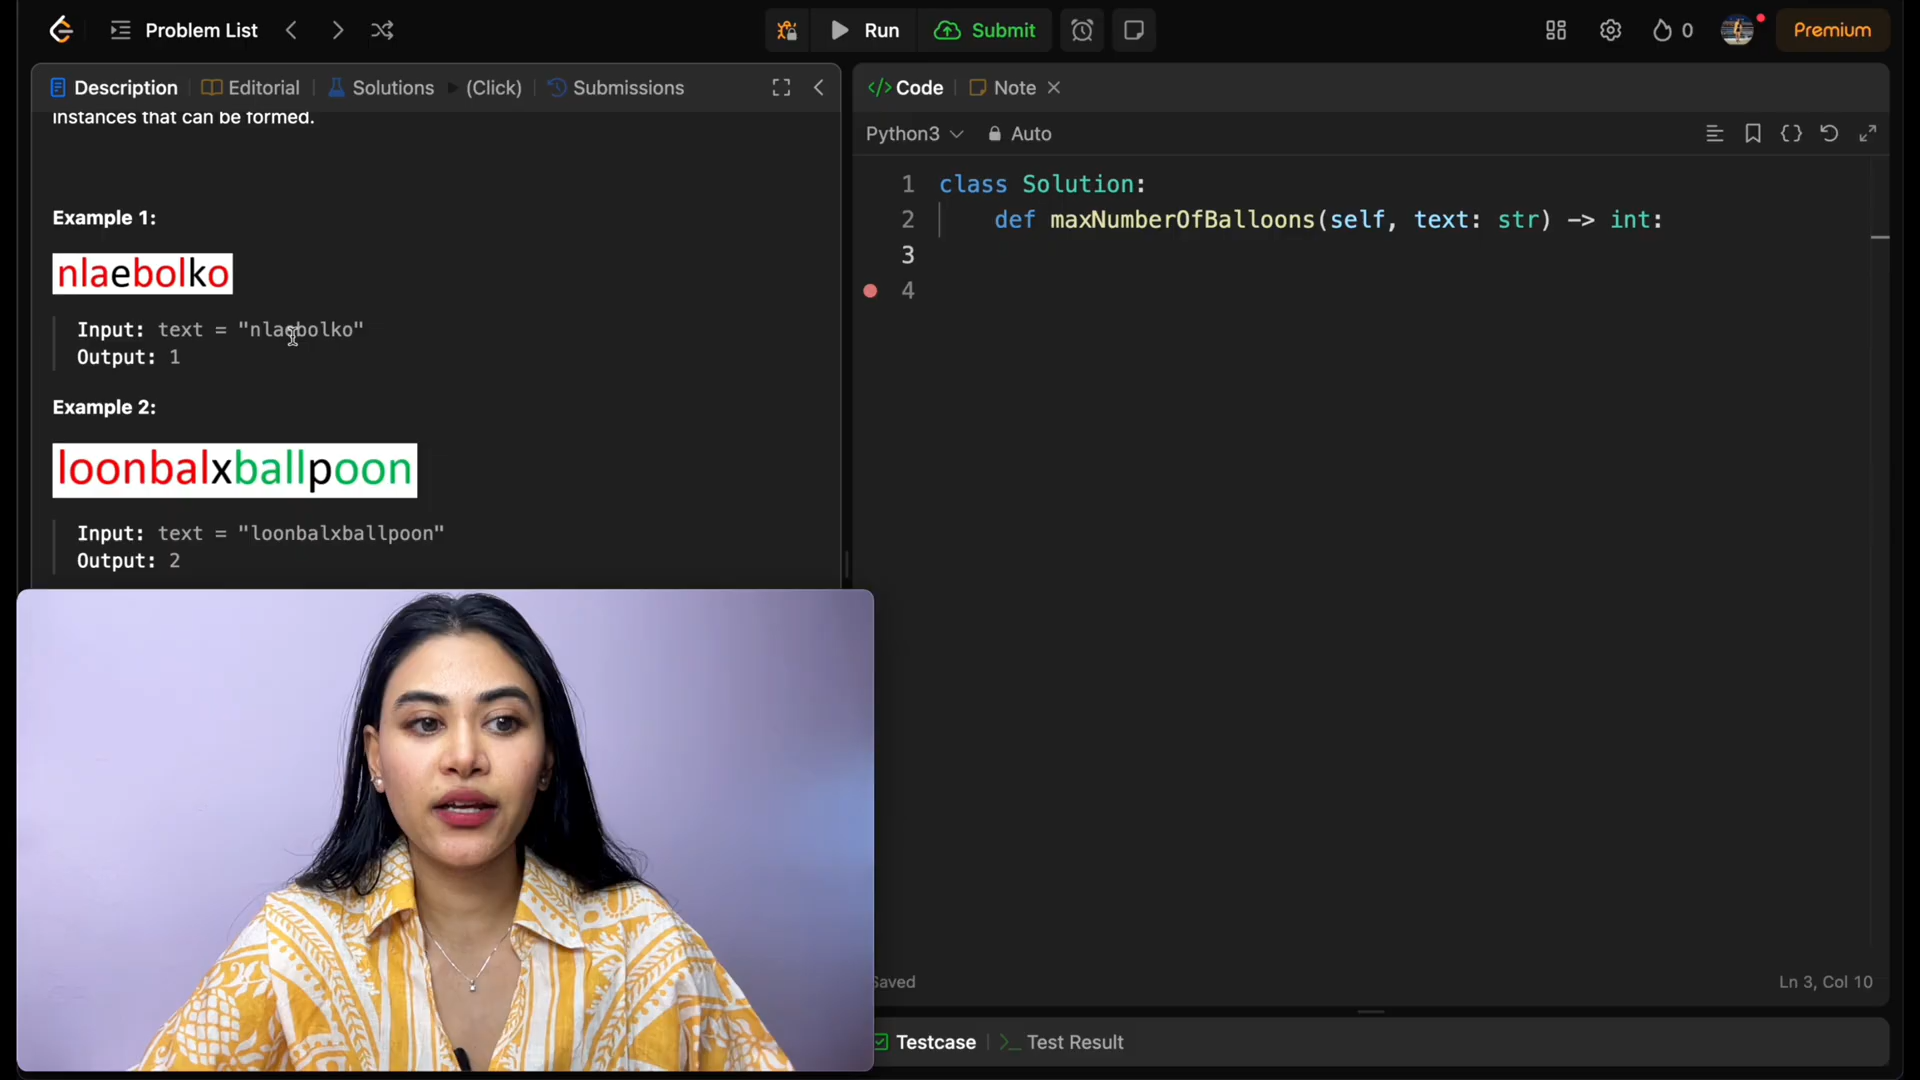 Problem List
Run
Submit
0
Premium
Description
Editorial
Solutions
(Click)
Submissions
instances that can be formed.
Example 1:
nlaebolko
Input: text = "nlaebolko"
Output: 1
Example 2:
loonbalxballpoon
Input: text = "loonbalxballpoon"
Output: 2
</> Code
Note
Python3
Auto
1 class Solution:
2 def maxNumberOfBalloons(self, text: str) -> int:
3
4
Saved
Ln 3, Col 10
Testcase
Test Result